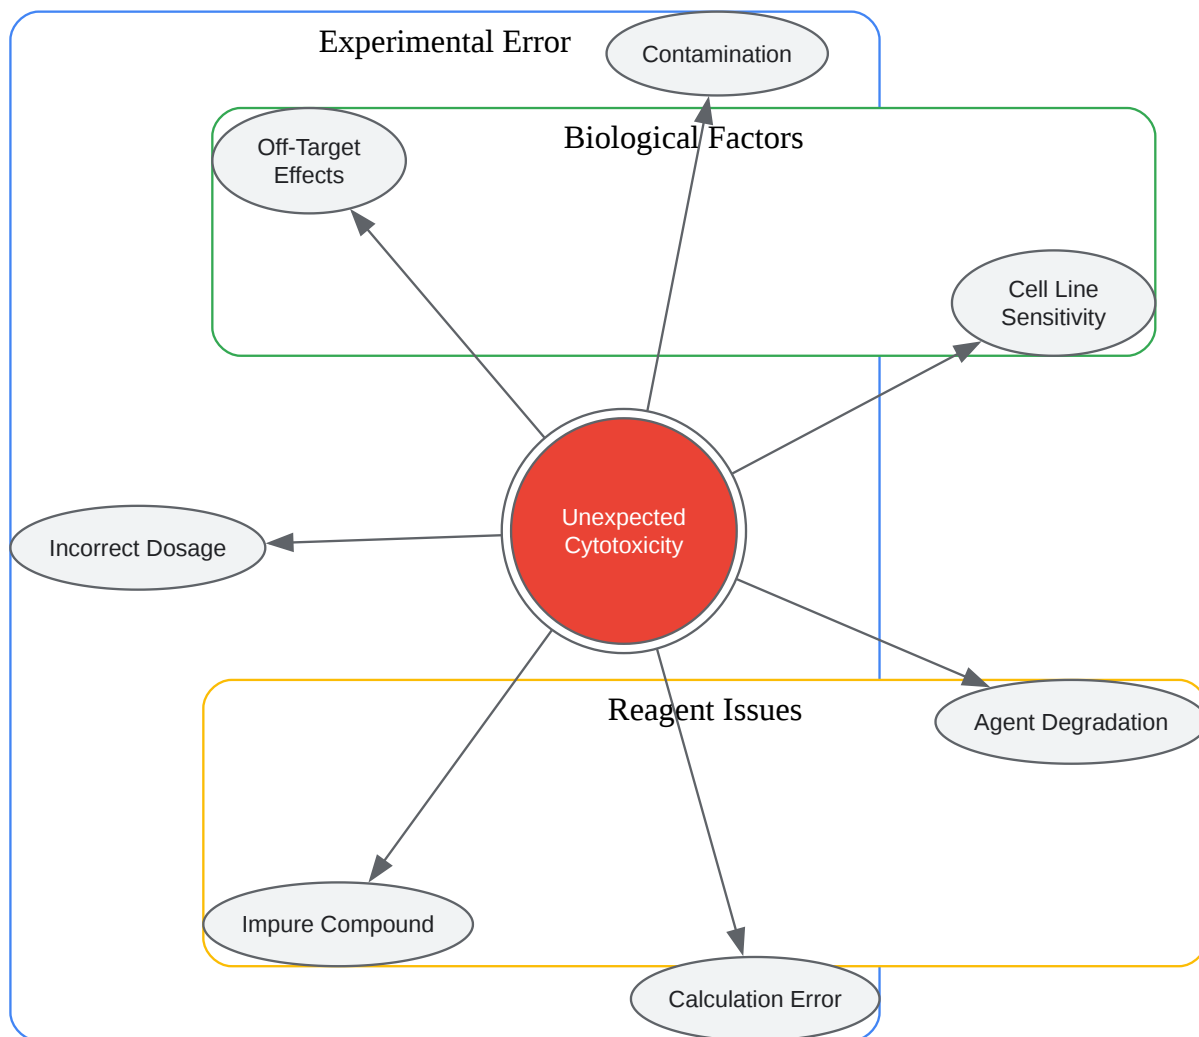 Experimental Error
Contamination
Biological Factors
Off-Target
Effects
Cell Line
Sensitivity
Unexpected
Cytotoxicity
Incorrect Dosage
Reagent Issues
Agent Degradation
Impure Compound
Calculation Error